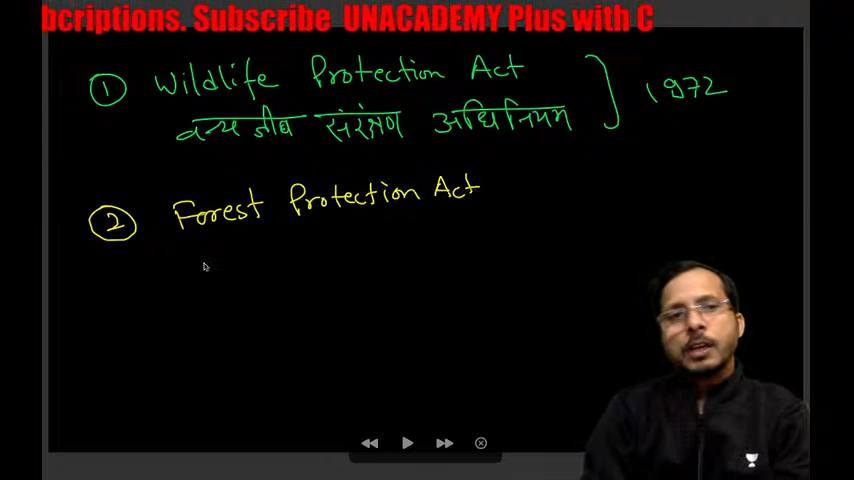 bcriptions. Subscribe UNACADEMY Plus with C
① Wildlife Protection Act
वन्य जीव संरक्षण अधिनियम } 1972
② Forest Protection Act